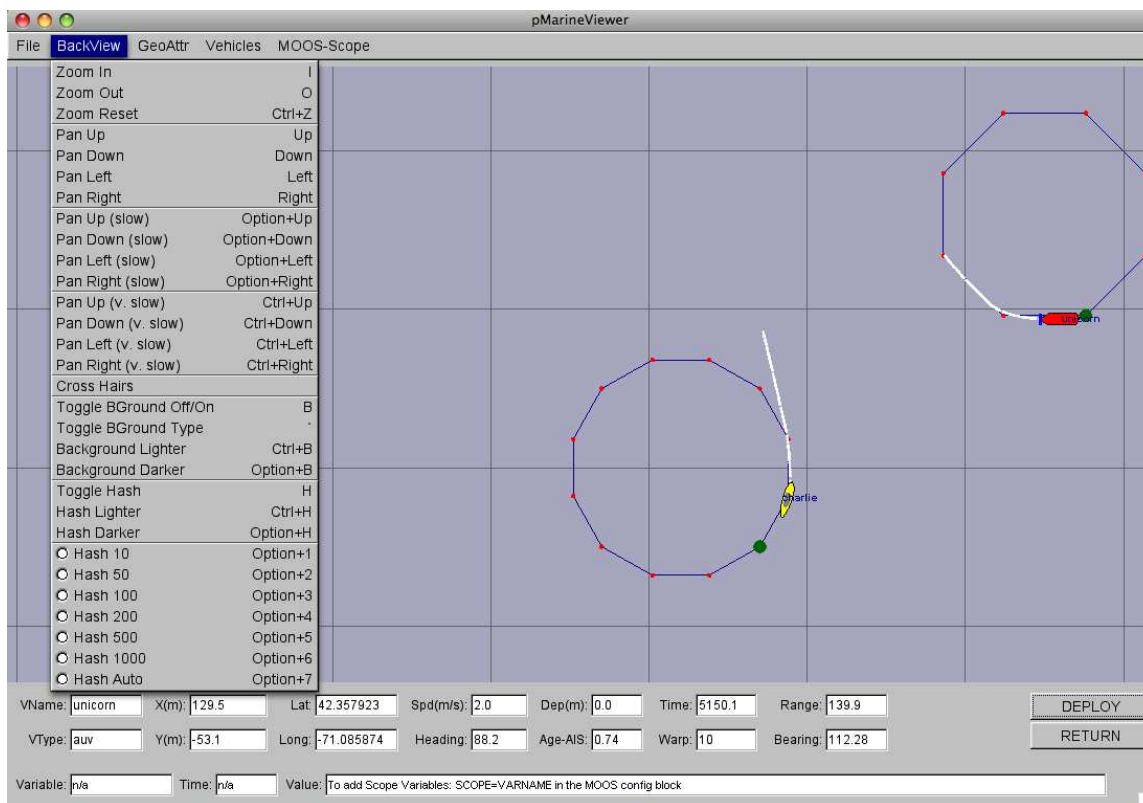 pMarineViewer
File BackView GeoAttr Vehicles MOOS-Scope
Zoom In I
Zoom Out O
Zoom Reset Ctrl+Z
Pan Up Up
Pan Down Down
Pan Left Left
Pan Right Right
Pan Up (slow) Option+Up
Pan Down (slow) Option+Down
Pan Left (slow) Option+Left
Pan Right (slow) Option+Right
Pan Up (v. slow) Ctrl+Up
Pan Down (v. slow) Ctrl+Down
Pan Left (v. slow) Ctrl+Left
Pan Right (v. slow) Ctrl+Right
Cross Hairs
Toggle BGround Off/On B
Toggle BGround Type `
Background Lighter Ctrl+B
Background Darker Option+B
Toggle Hash H
Hash Lighter Ctrl+H
Hash Darker Option+H
Hash 10 Option+1
Hash 50 Option+2
Hash 100 Option+3
Hash 200 Option+4
Hash 500 Option+5
Hash 1000 Option+6
Hash Auto Option+7
unicorn
charlie
VName: unicorn X(m): 129.5 Lat: 42.357923 Spd(m/s): 2.0 Dep(m): 0.0 Time: 5150.1 Range: 139.9 DEPLOY
VType: auv Y(m): -53.1 Long: -71.085874 Heading: 88.2 Age-AIS: 0.74 Warp: 10 Bearing: 112.28 RETURN
Variable: n/a Time: n/a Value: To add Scope Variables: SCOPE=VARNAME in the MOOS config block